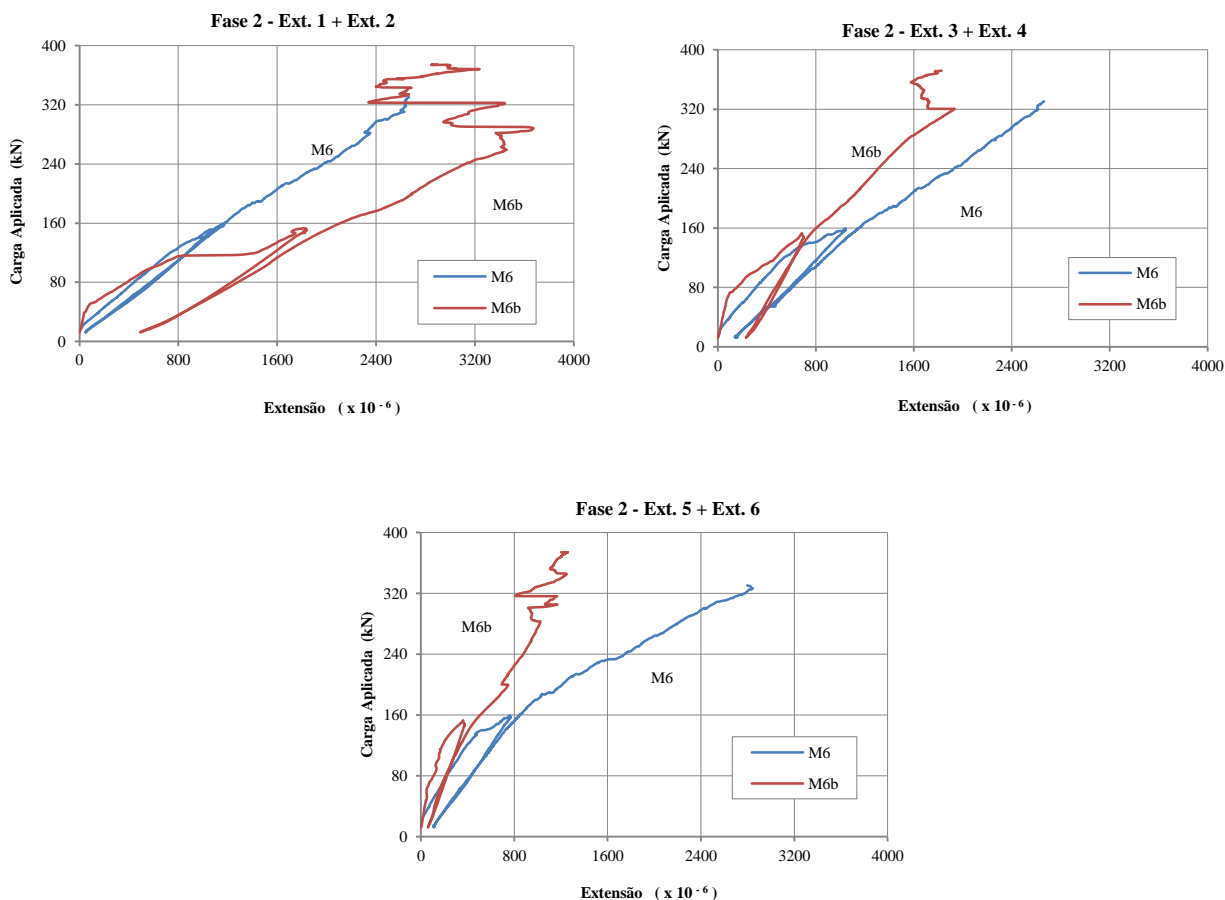 Fase 2 - Ext. 1 + Ext. 2
Carga Aplicada (kN)
400
320
240
160
80
0
M6
M6b
M6
M6b
0 800 1600 2400 3200 4000
Extensão ( x 10 - 6 )
Fase 2 - Ext. 3 + Ext. 4
Carga Aplicada (kN)
400
320
240
160
80
0
M6b
M6
M6
M6b
0 800 1600 2400 3200 4000
Extensão ( x 10 - 6 )
Fase 2 - Ext. 5 + Ext. 6
Carga Aplicada (kN)
400
320
240
160
80
0
M6b
M6
M6
M6b
0 800 1600 2400 3200 4000
Extensão ( x 10 - 6 )